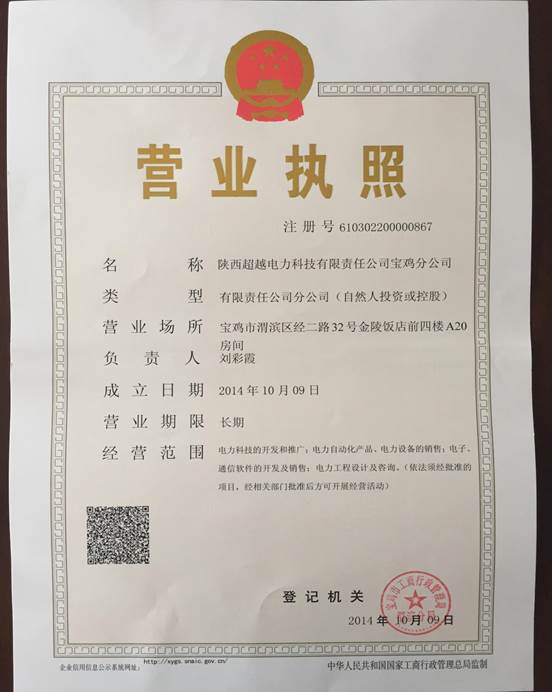 营业执照
注册号 610302200000867
名称 陕西超越电力科技有限责任公司宝鸡分公司
类型 有限责任公司分公司（自然人投资或控股）
营业场所 宝鸡市渭滨区经二路32号金陵饭店前四楼A20
房间
负责人 刘彩霞
成立日期 2014年10月09日
营业期限 长期
经营范围 电力科技的开发和推广；电力自动化产品、电力设备的销售；电子、
通信软件的开发及销售；电力工程设计及咨询。（依法须经批准的
项目，经相关部门批准后方可开展经营活动）
宝鸡市工商行政管理局
登记机关
2014年10月09日
企业信用信息公示系统网址：http://xygs.snaic.gov.cn/
中华人民共和国国家工商行政管理总局监制